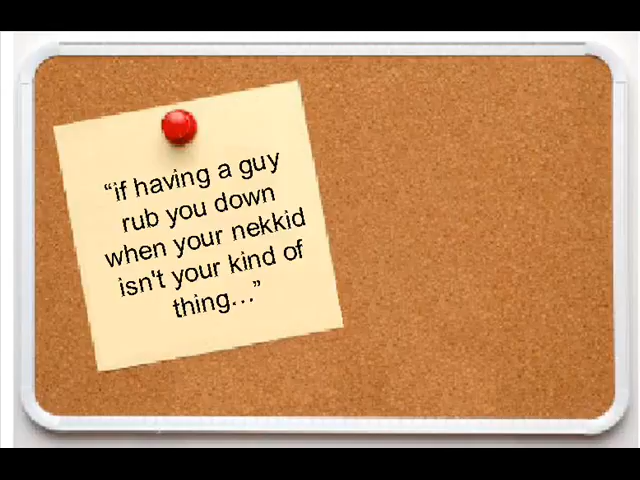 “if having a guy
rub you down
when your nekkid
isn't your kind of
thing…”